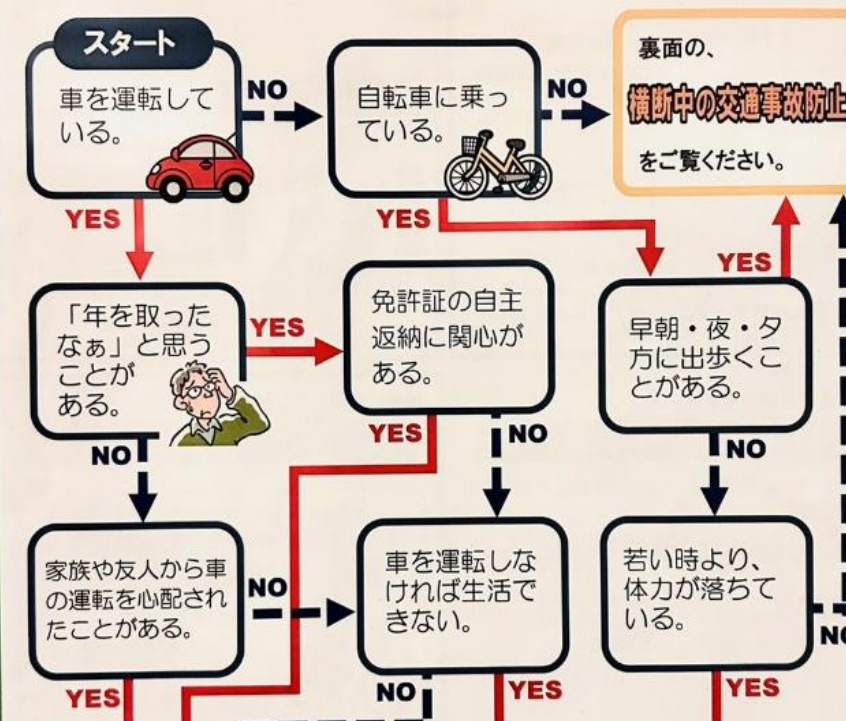 スタート
車を運転して
いる。
NO
YES
自転車に乗っ
ている。
NO
YES
裏面の、
横断中の交通事故防止
をご覧ください。
「年を取った
なぁ」と思う
ことが
ある。
YES
NO
免許証の自主
返納に関心が
ある。
YES
NO
早朝・夜・夕
方に出歩くこ
とがある。
YES
NO
家族や友人から車
の運転を心配され
たことがある。
NO
YES
車を運転しな
ければ生活で
きない。
NO
YES
若い時より、
体力が落ちて
いる。
NO
YES